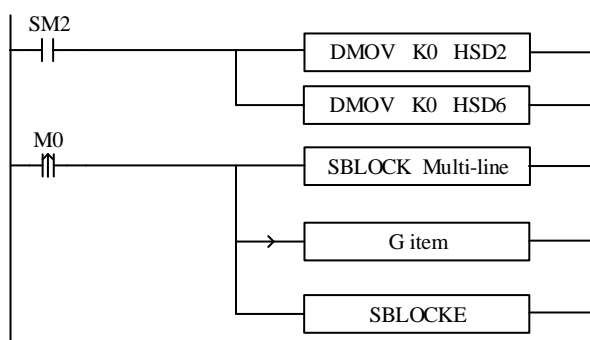 SM2
DMOV K0 HSD2
DMOV K0 HSD6
M0
SBLOCK Multi-line
G item
SBLOCKE